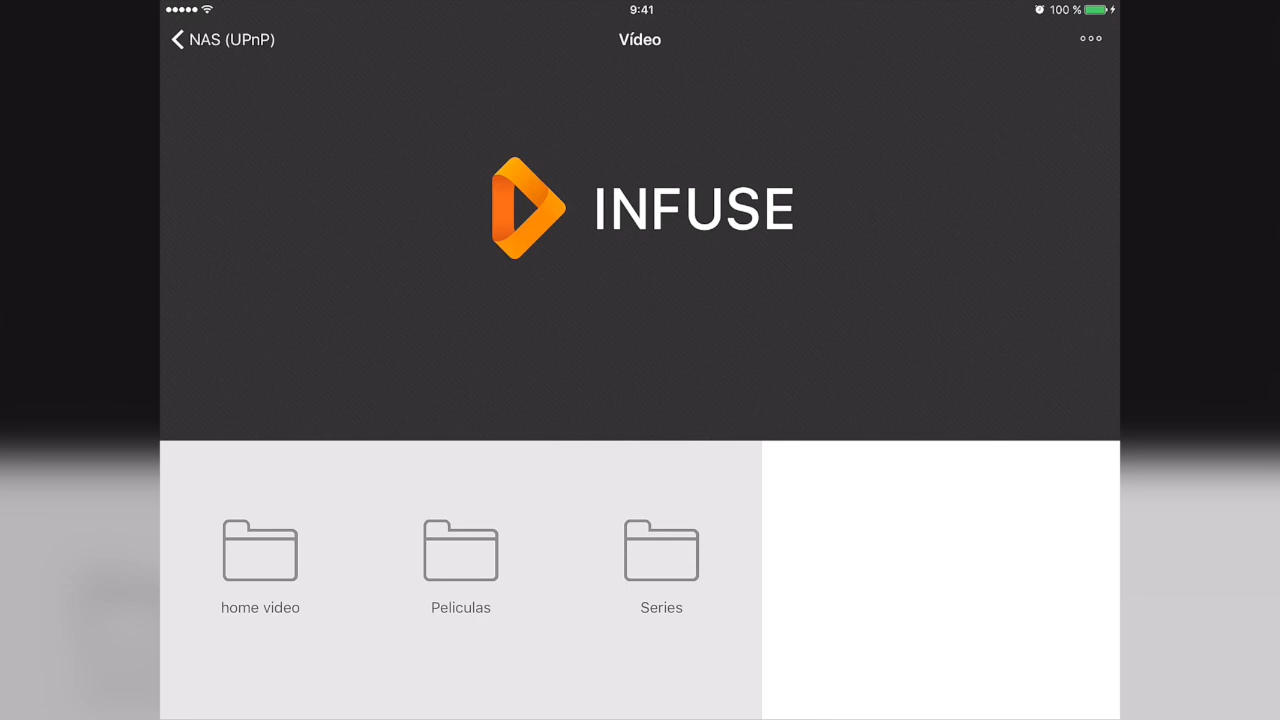 9:41
100 %
NAS (UPnP)
Vídeo
INFUSE
home video
Peliculas
Series